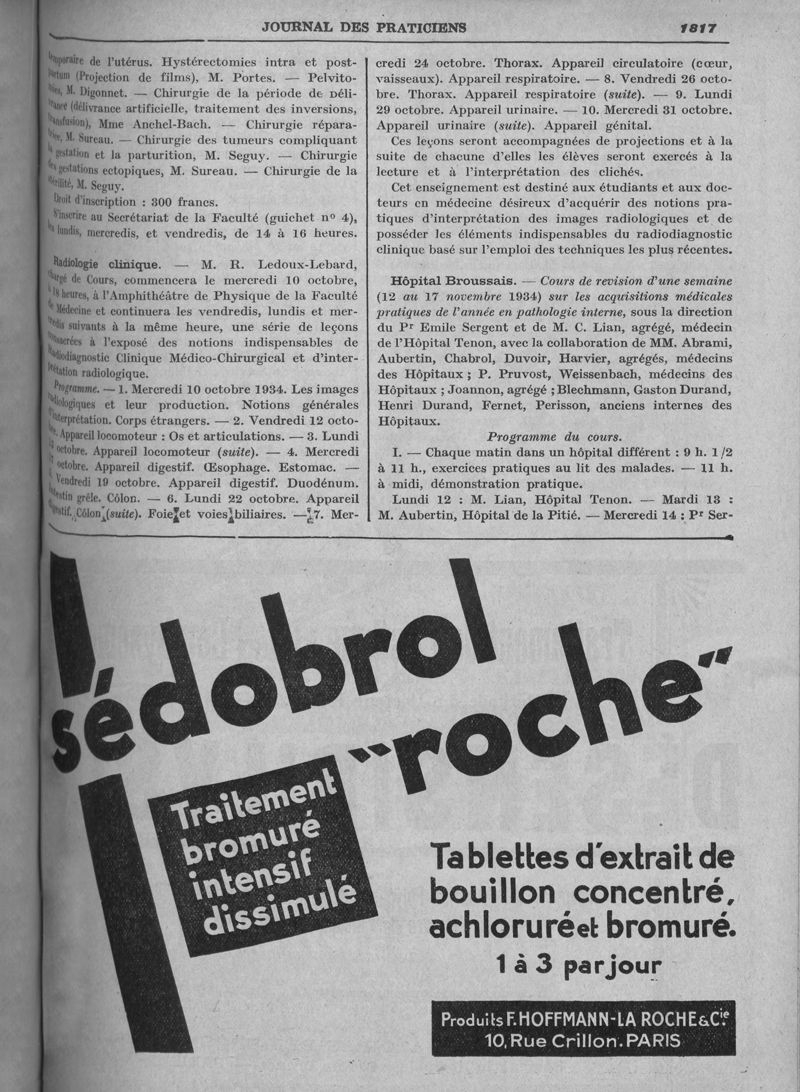 JOURNAL DES PRATICIENS
1817
de l'utérus. Hystérectomies intra et post-
(Projection de films), M. Portes. — Pelvito-
M. Digonnet. — Chirurgie de la période de Déli-
(délivrance artificielle, traitement des inversions,
Mme Anchel-Bach. — Chirurgie répara-
M. Sureau. — Chirurgie des tumeurs compliquant
gestation et la parturition, M. Seguy. — Chirurgie
gestations ectopiques, M. Sureau. — Chirurgie de la
M. Seguy.
Droit d'inscription : 300 francs.
S'inscrire au Secrétariat de la Faculté (guichet nº 4),
lundis, mercredis, et vendredis, de 14 à 16 heures.
Radiologie clinique. — M. R. Ledoux-Lebard,
de Cours, commencera le mercredi 10 octobre,
18 heures, à l'Amphithéâtre de Physique de la Faculté
Médecine et continuera les vendredis, lundis et mer-
suivants à la même heure, une série de leçons
à l'exposé des notions indispensables de
Clinique Médico-Chirurgical et d'inter-
radiologique.
Programme. — 1. Mercredi 10 octobre 1934. Les images
et leur production. Notions générales
Corps étrangers. — 2. Vendredi 12 octo-
Appareil locomoteur : Os et articulations. — 3. Lundi
octobre. Appareil locomoteur (suite). — 4. Mercredi
octobre. Appareil digestif. Œsophage. Estomac. —
Vendredi 19 octobre. Appareil digestif. Duodénum.
grêle. Côlon. — 6. Lundi 22 octobre. Appareil
Côlon (suite). Foie et voies biliaires. — 7. Mer-
credi 24 octobre. Thorax. Appareil circulatoire (cœur,
vaisseaux). Appareil respiratoire. — 8. Vendredi 26 octo-
bre. Thorax. Appareil respiratoire (suite). — 9. Lundi
29 octobre. Appareil urinaire. — 10. Mercredi 31 octobre.
Appareil urinaire (suite). Appareil génital.
Ces leçons seront accompagnées de projections et à la
suite de chacune d'elles les élèves seront exercés à la
lecture et à l'interprétation des clichés.
Cet enseignement est destiné aux étudiants et aux doc-
teurs en médecine désireux d'acquérir des notions pra-
tiques d'interprétation des images radiologiques et de
posséder les éléments indispensables du radiodiagnostic
clinique basé sur l'emploi des techniques les plus récentes.
Hôpital Broussais. — Cours de revision d'une semaine
(12 au 17 novembre 1934) sur les acquisitions médicales
pratiques de l'année en pathologie interne, sous la direction
du Pr Emile Sergent et de M. C. Lian, agrégé, médecin
de l'Hôpital Tenon, avec la collaboration de MM. Abrami,
Aubertin, Chabrol, Duvoir, Harvier, agrégés, médecins
des Hôpitaux ; P. Pruvost, Weissenbach, médecins des
Hôpitaux ; Joannon, agrégé ; Blechmann, Gaston Durand,
Henri Durand, Fernet, Perisson, anciens internes des
Hôpitaux.
Programme du cours.
I. — Chaque matin dans un hôpital différent : 9 h. 1/2
à 11 h., exercices pratiques au lit des malades. — 11 h.
à midi, démonstration pratique.
Lundi 12 : M. Lian, Hôpital Tenon. — Mardi 13 :
M. Aubertin, Hôpital de la Pitié. — Mercredi 14 : Pr Ser-
sédobrol
"roche"
Traitement
bromuré
intensif
dissimulé
Tablettes d'extrait de
bouillon concentré,
achloruré et bromuré.
1 à 3 par jour
Produits F. HOFFMANN-LA ROCHE & Cie
10, Rue Crillon. PARIS